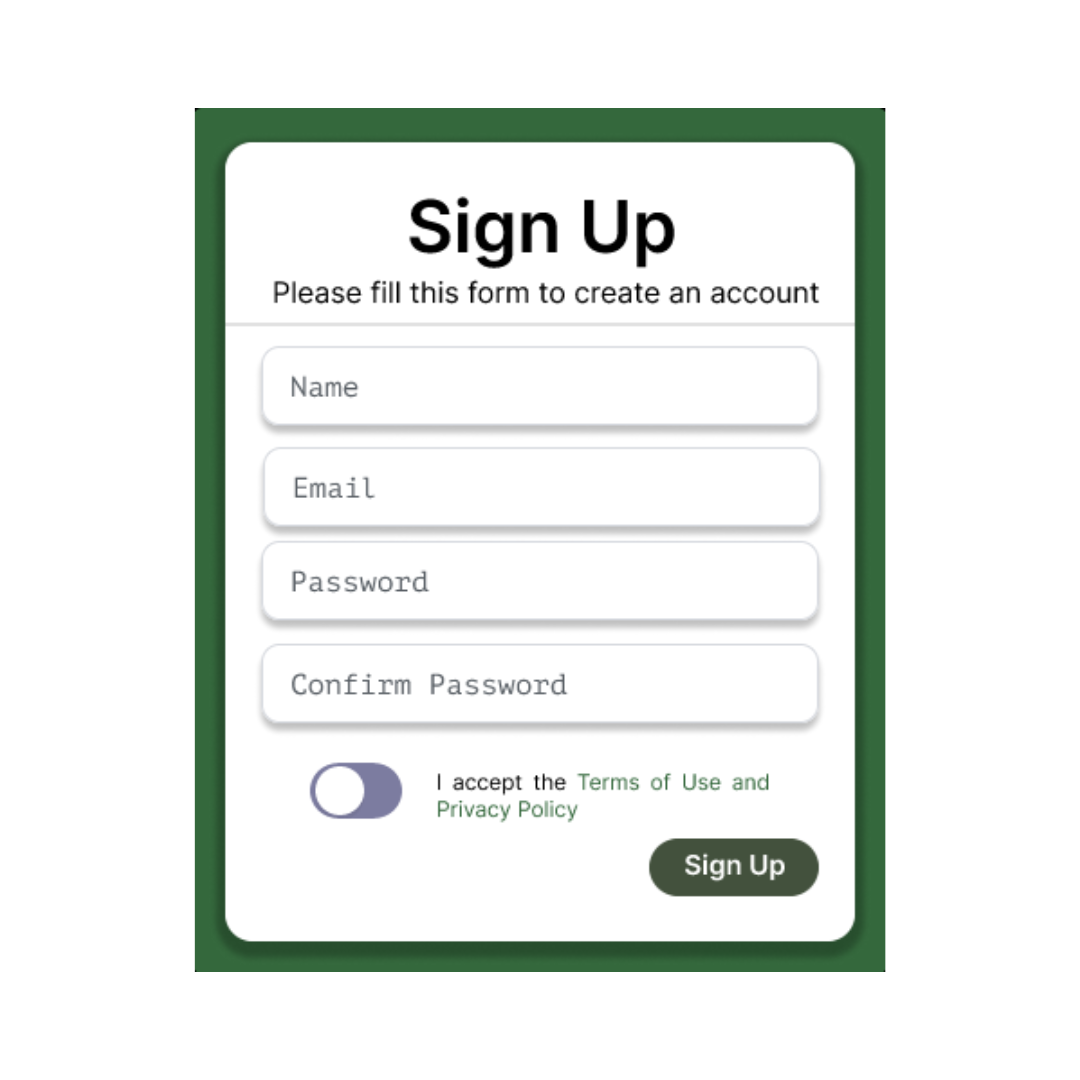 Sign Up
Please fill this form to create an account
Name
Email
Password
Confirm Password
I accept the Terms of Use and
Privacy Policy
Sign Up